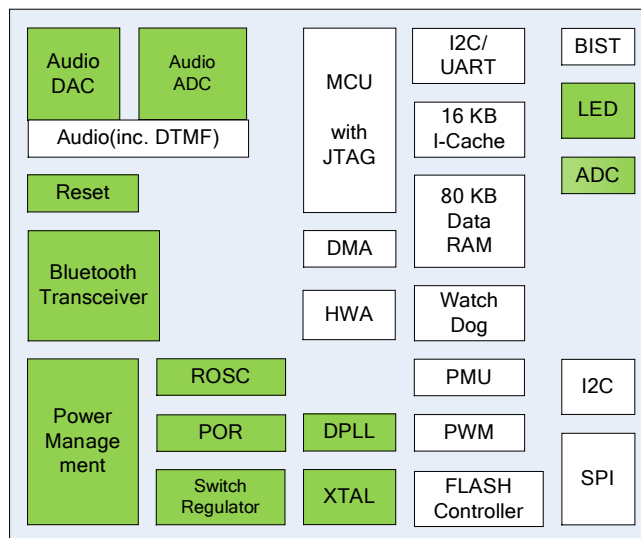 Audio
DAC
Audio
ADC
Audio(inc. DTMF)
Reset
Bluetooth
Transceiver
Power
Manage
ment
ROSC
POR
Switch
Regulator
MCU
with
JTAG
DMA
HWA
DPLL
XTAL
I2C/
UART
16 KB
I-Cache
80 KB
Data
RAM
Watch
Dog
PMU
PWM
FLASH
Controller
BIST
LED
ADC
I2C
SPI